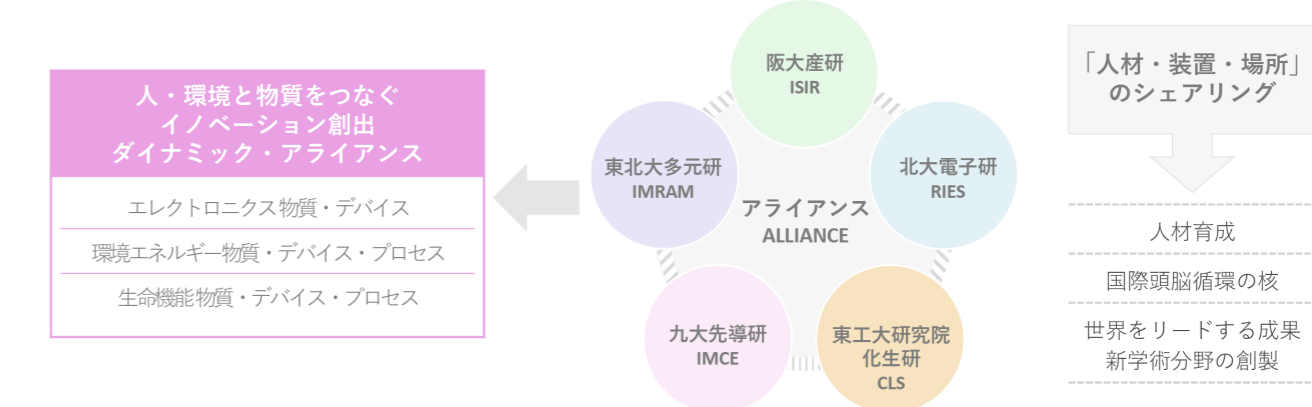 人・環境と物質をつなぐ
イノベーション創出
ダイナミック・アライアンス
エレクトロニクス物質・デバイス
環境エネルギー物質・デバイス・プロセス
生命機能物質・デバイス・プロセス
阪大産研
ISIR
東北大多元研
IMRAM
北大電子研
RIES
アライアンス
ALLIANCE
九大先導研
IMCE
東工大研究院
化生研
CLS
「人材・装置・場所」
のシェアリング
人材育成
国際頭脳循環の核
世界をリードする成果
新学術分野の創製